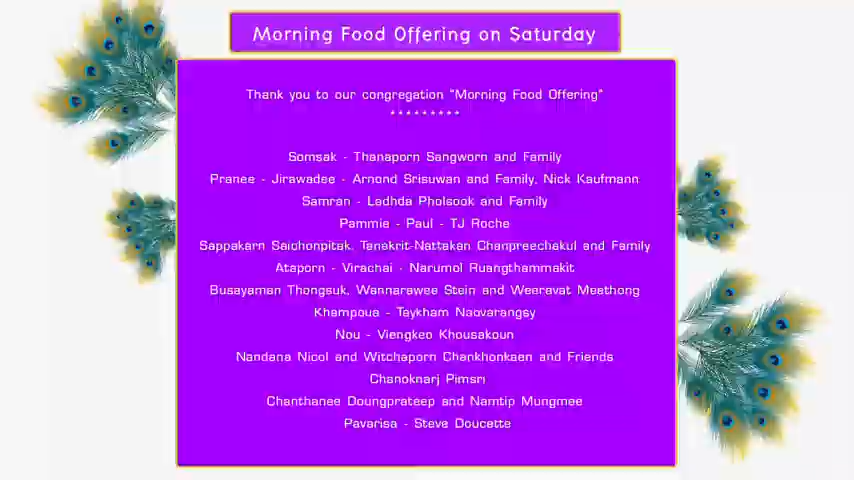 Morning Food Offering on Saturday
Thank you to our congregation "Morning Food Offering"
*********
Somsak - Thanaporn Sangworn and Family
Pranee - Jirawadee - Arnond Srisuwan and Family, Nick Kaufmann
Samran - Ladhda Pholsook and Family
Pammie - Paul - TJ Roche
Sappakarn Saichonpitak, Tanakrit-Nattakan Chanpreechakul and Family
Ataporn - Virachai - Narumol Ruangthammakit
Busayaman Thongsuk, Wannarawee Stein and Weeravat Meethong
Khampoua - Taykham Naovarangsy
Nou - Viengkeo Khousakoun
Nandana Nicol and Witchaporn Chankhonkaen and Friends
Chanoknarj Pimsri
Chanthanee Doungprateep and Namtip Mungmee
Pavarisa - Steve Doucette